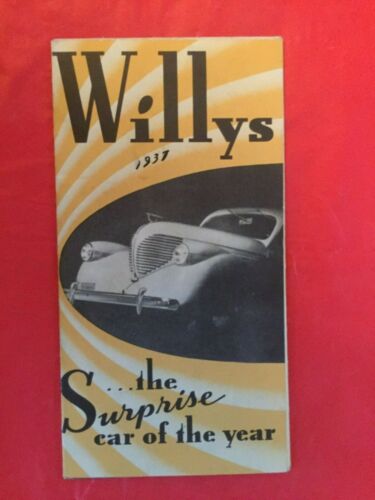 Willys
1937
...the
Surprise
car of the year